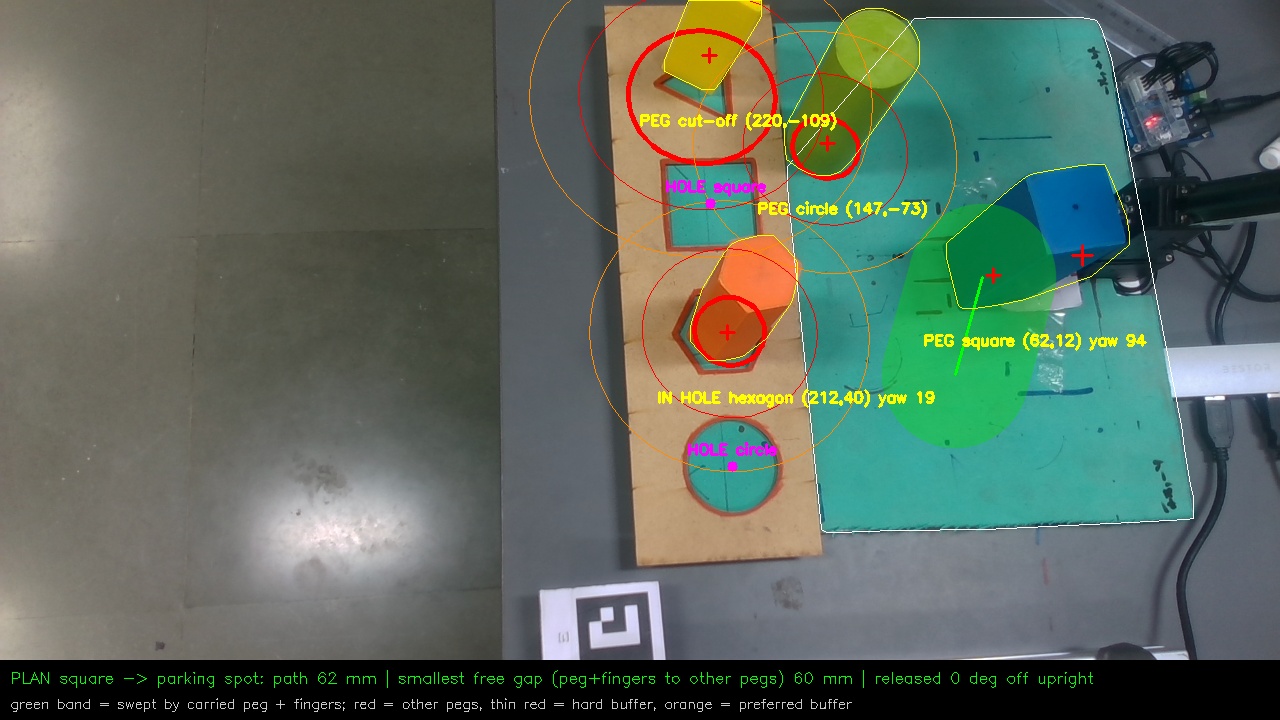 PEG cut-off (220,-109)
HOLE square
PEG circle (147,-73)
PEG square (62,12) yaw 94
IN HOLE hexagon (212,40) yaw 19
HOLE circle
PLAN square -> parking spot: path 62 mm | smallest free gap (peg+fingers to other pegs) 60 mm | released 0 deg off upright
green band = swept by carried peg + fingers; red = other pegs, thin red = hard buffer, orange = preferred buffer